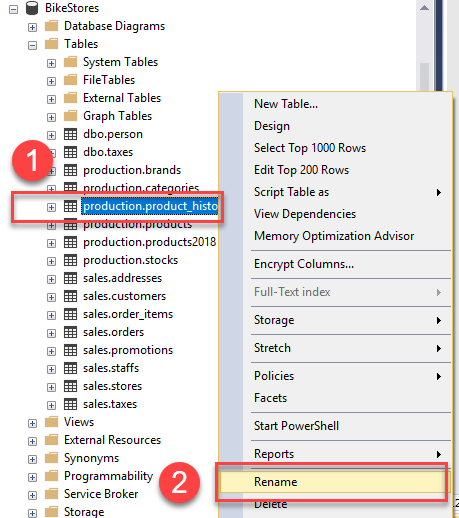 BikeStores
Database Diagrams
Tables
System Tables
FileTables
External Tables
Graph Tables
dbo.person
dbo.taxes
production.brands
production.categories
production.product_histo
production.products
production.products2018
production.stocks
sales.addresses
sales.customers
sales.order_items
sales.orders
sales.promotions
sales.staffs
sales.stores
sales.taxes
Views
External Resources
Synonyms
Programmability
Service Broker
Storage
1
New Table...
Design
Select Top 1000 Rows
Edit Top 200 Rows
Script Table as
View Dependencies
Memory Optimization Advisor
Encrypt Columns...
Full-Text index
Storage
Stretch
Policies
Facets
Start PowerShell
Reports
2
Rename
Delete